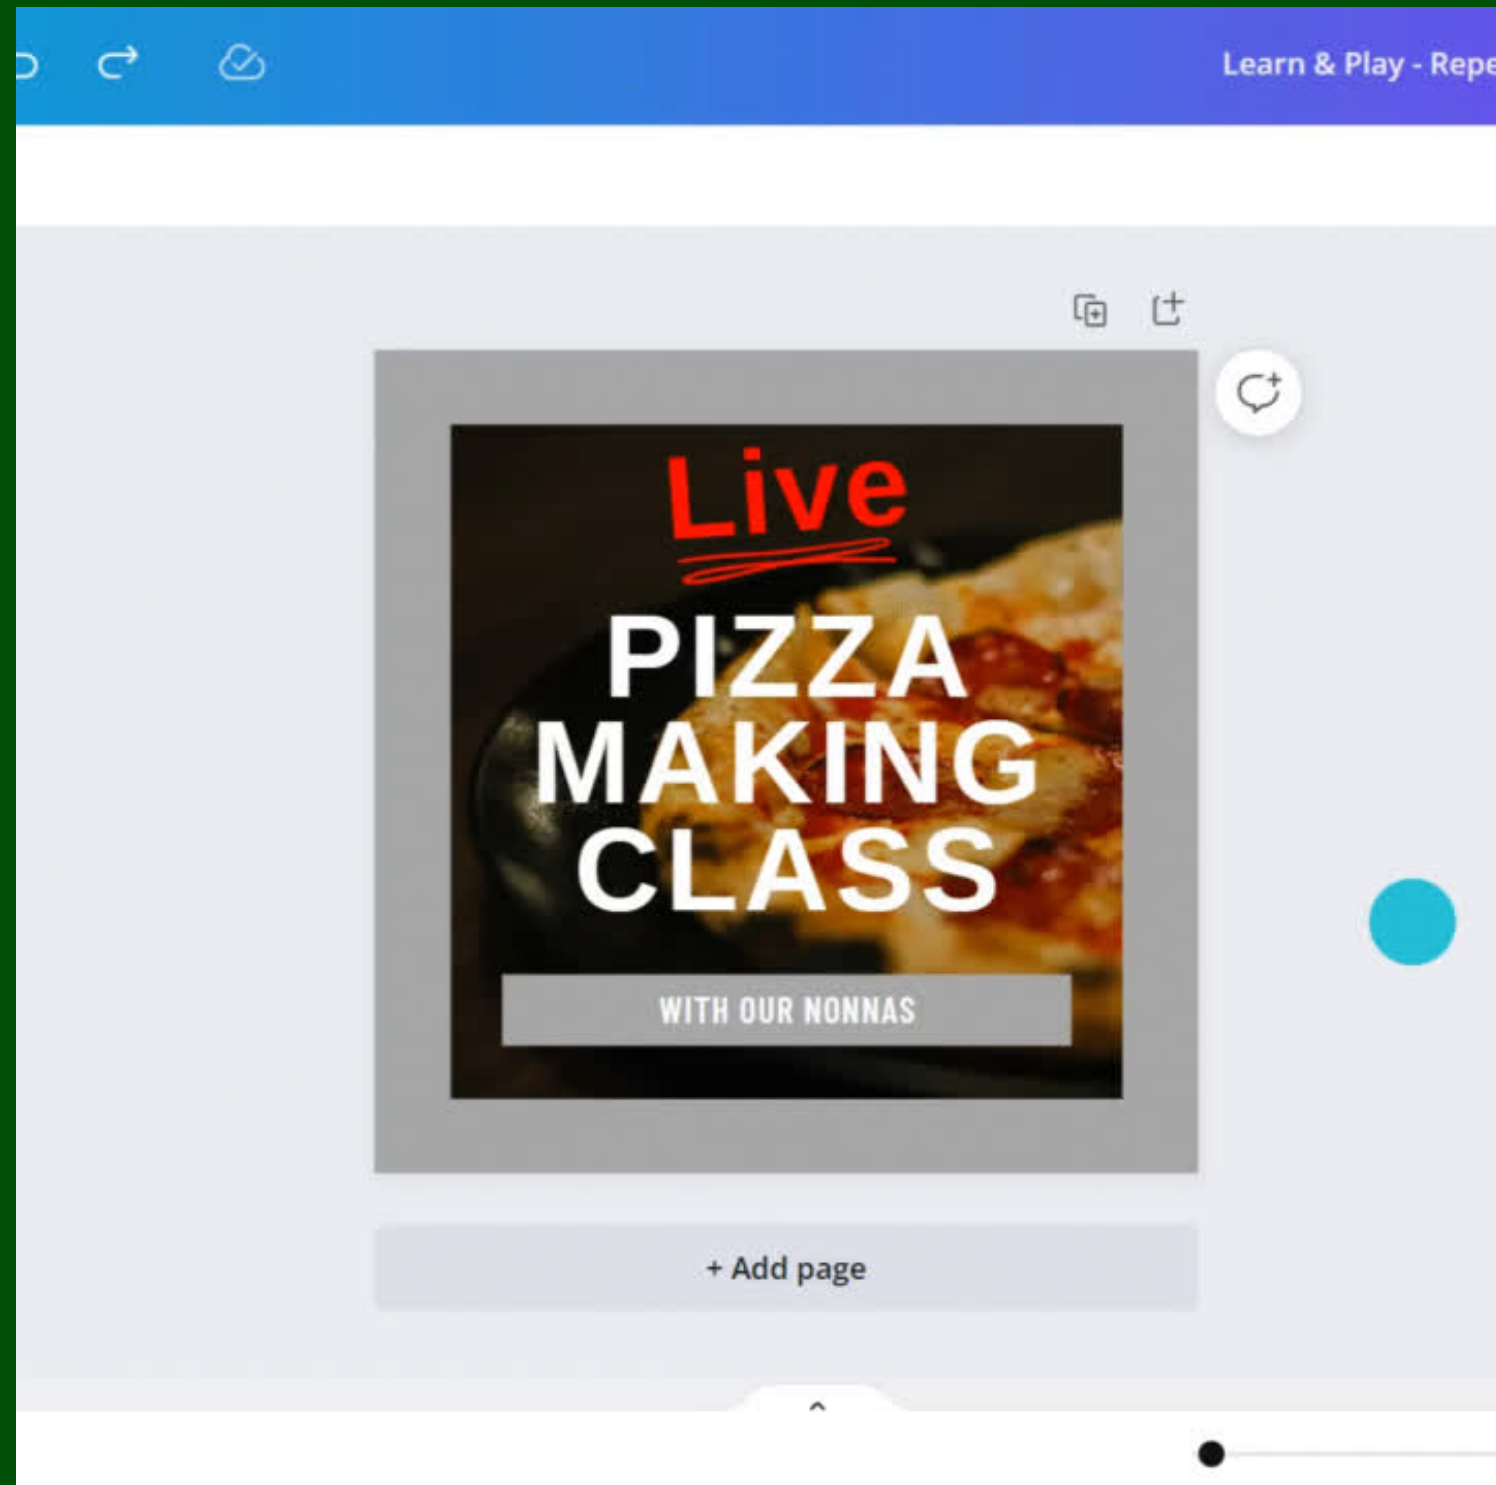 Learn & Play - Repe
Live
PIZZA
MAKING
CLASS
WITH OUR NONNAS
+ Add page